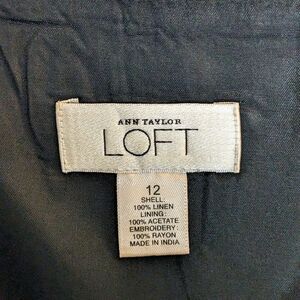 ANN TAYLOR
LOFT
12
SHELL:
100% LINEN
LINING:
100% ACETATE
EMBROIDERY:
100% RAYON
MADE IN INDIA